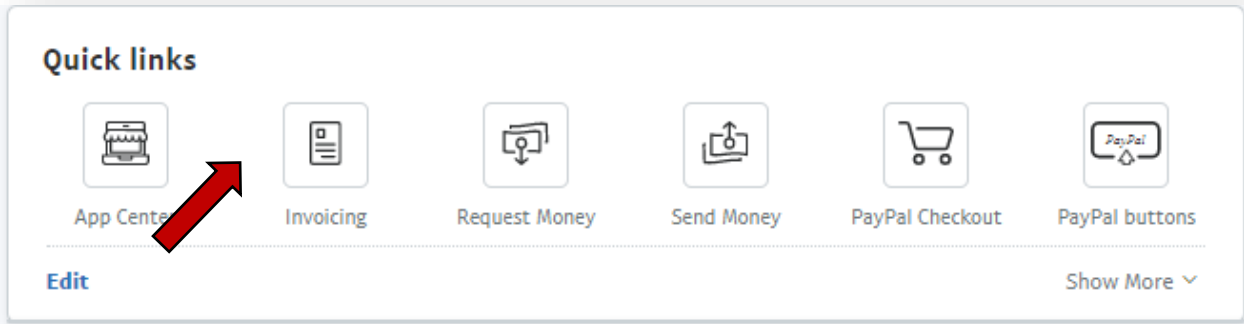 Quick links
PayPal
App Center
Invoicing
Request Money
Send Money
PayPal Checkout
PayPal buttons
Edit
Show More